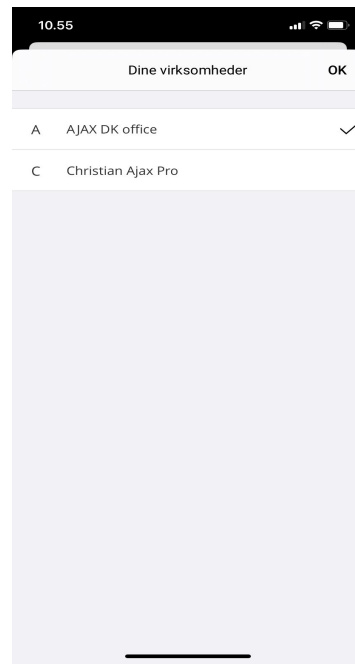 10.55
Dine virksomheder OK
A AJAX DK office
C Christian Ajax Pro